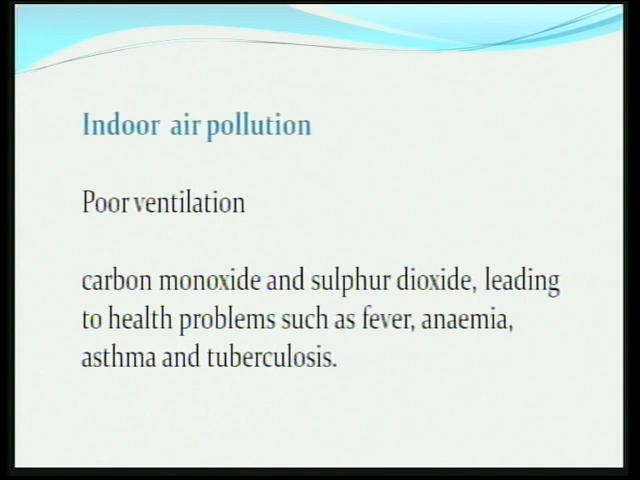 Indoor air pollution
Poor ventilation
carbon monoxide and sulphur dioxide, leading
to health problems such as fever, anaemia,
asthma and tuberculosis.